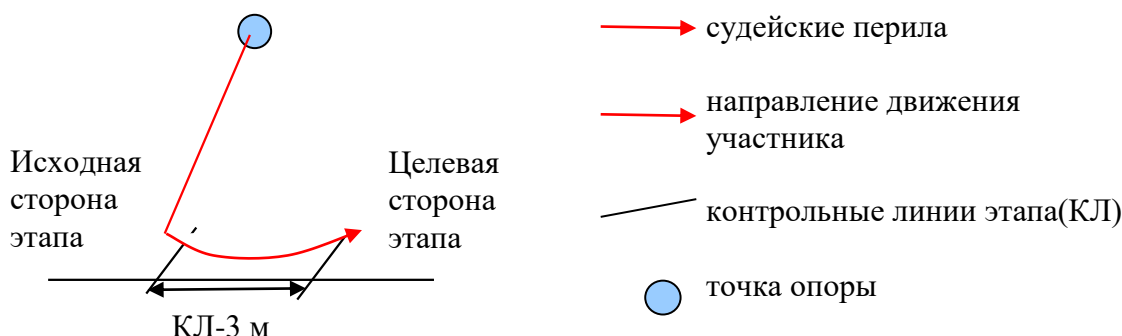 Исходная
сторона
этапа
Целевая
сторона
этапа
КЛ-3 м
судейские перила
направление движения
участника
контрольные линии этапа(КЛ)
точка опоры